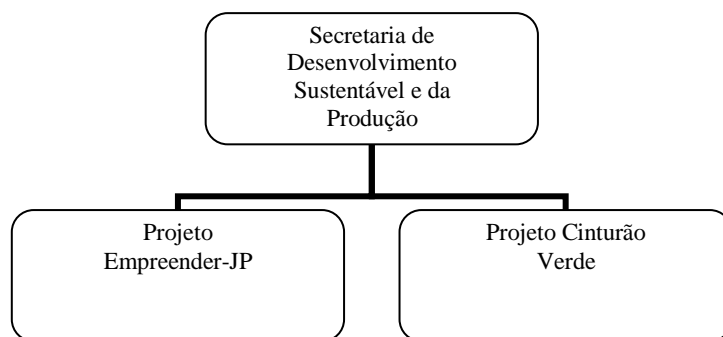 Secretaria de
Desenvolvimento
Sustentável e da
Produção
Projeto
Empreender-JP
Projeto Cinturão
Verde